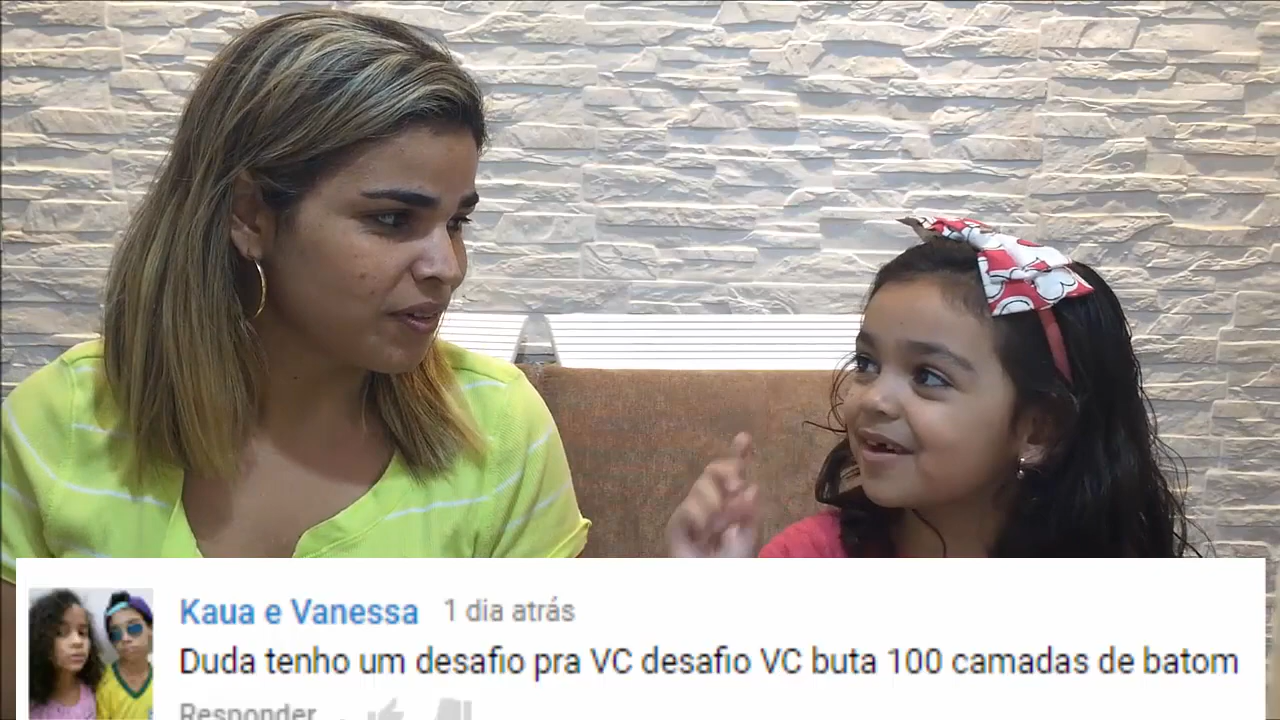 Kaua e Vanessa 1 dia atrás
Duda tenho um desafio pra VC desafio VC buta 100 camadas de batom
Responder